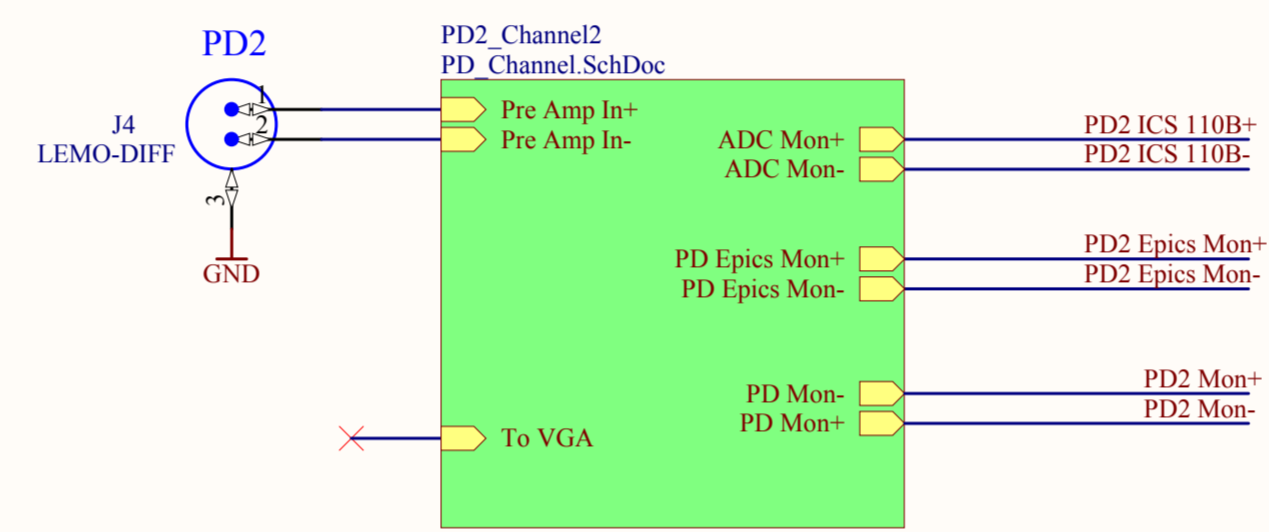 PD2
J4
LEMO-DIFF
1
2
3
GND
PD2_Channel2
PD_Channel.SchDoc
Pre Amp In+
Pre Amp In-
To VGA
ADC Mon+
ADC Mon-
PD Epics Mon+
PD Epics Mon-
PD Mon-
PD Mon+
PD2 ICS 110B+
PD2 ICS 110B-
PD2 Epics Mon+
PD2 Epics Mon-
PD2 Mon+
PD2 Mon-